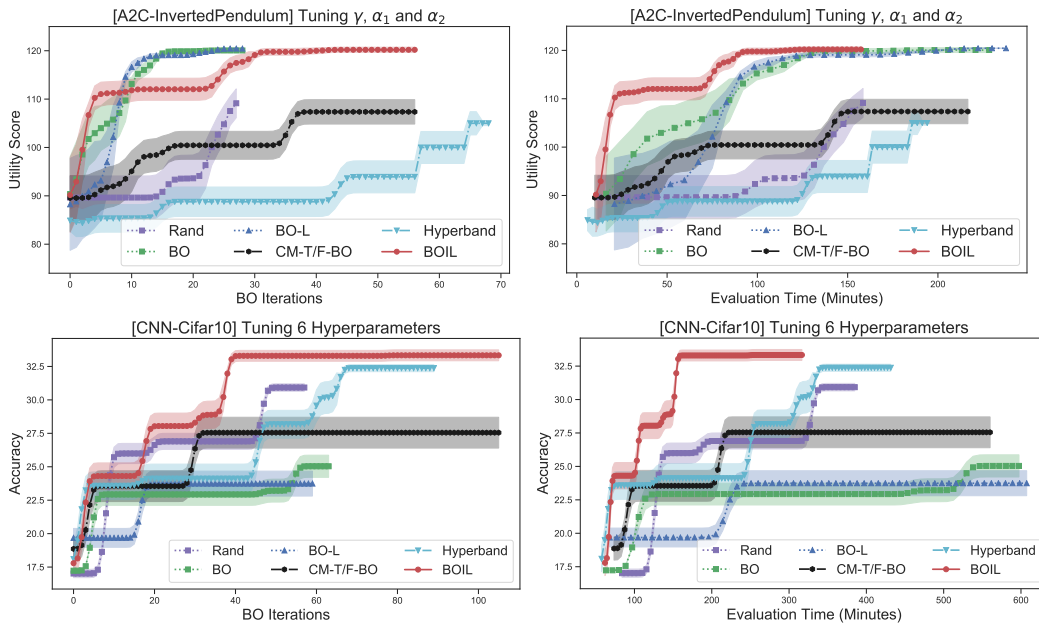 [A2C-InvertedPendulum] Tuning γ, α₁ and α₂
Utility Score
120
110
100
90
80
Rand
BO-L
Hyperband
BO
CM-T/F-BO
BOIL
0
10
20
30
40
50
60
70
BO Iterations
[A2C-InvertedPendulum] Tuning γ, α₁ and α₂
Utility Score
120
110
100
90
80
Rand
BO-L
Hyperband
BO
CM-T/F-BO
BOIL
0
50
100
150
200
Evaluation Time (Minutes)
[CNN-Cifar10] Tuning 6 Hyperparameters
Accuracy
32.5
30.0
27.5
25.0
22.5
20.0
17.5
Rand
BO-L
Hyperband
BO
CM-T/F-BO
BOIL
0
20
40
60
80
100
BO Iterations
[CNN-Cifar10] Tuning 6 Hyperparameters
Accuracy
32.5
30.0
27.5
25.0
22.5
20.0
17.5
Rand
BO-L
Hyperband
BO
CM-T/F-BO
BOIL
100
200
300
400
500
600
Evaluation Time (Minutes)